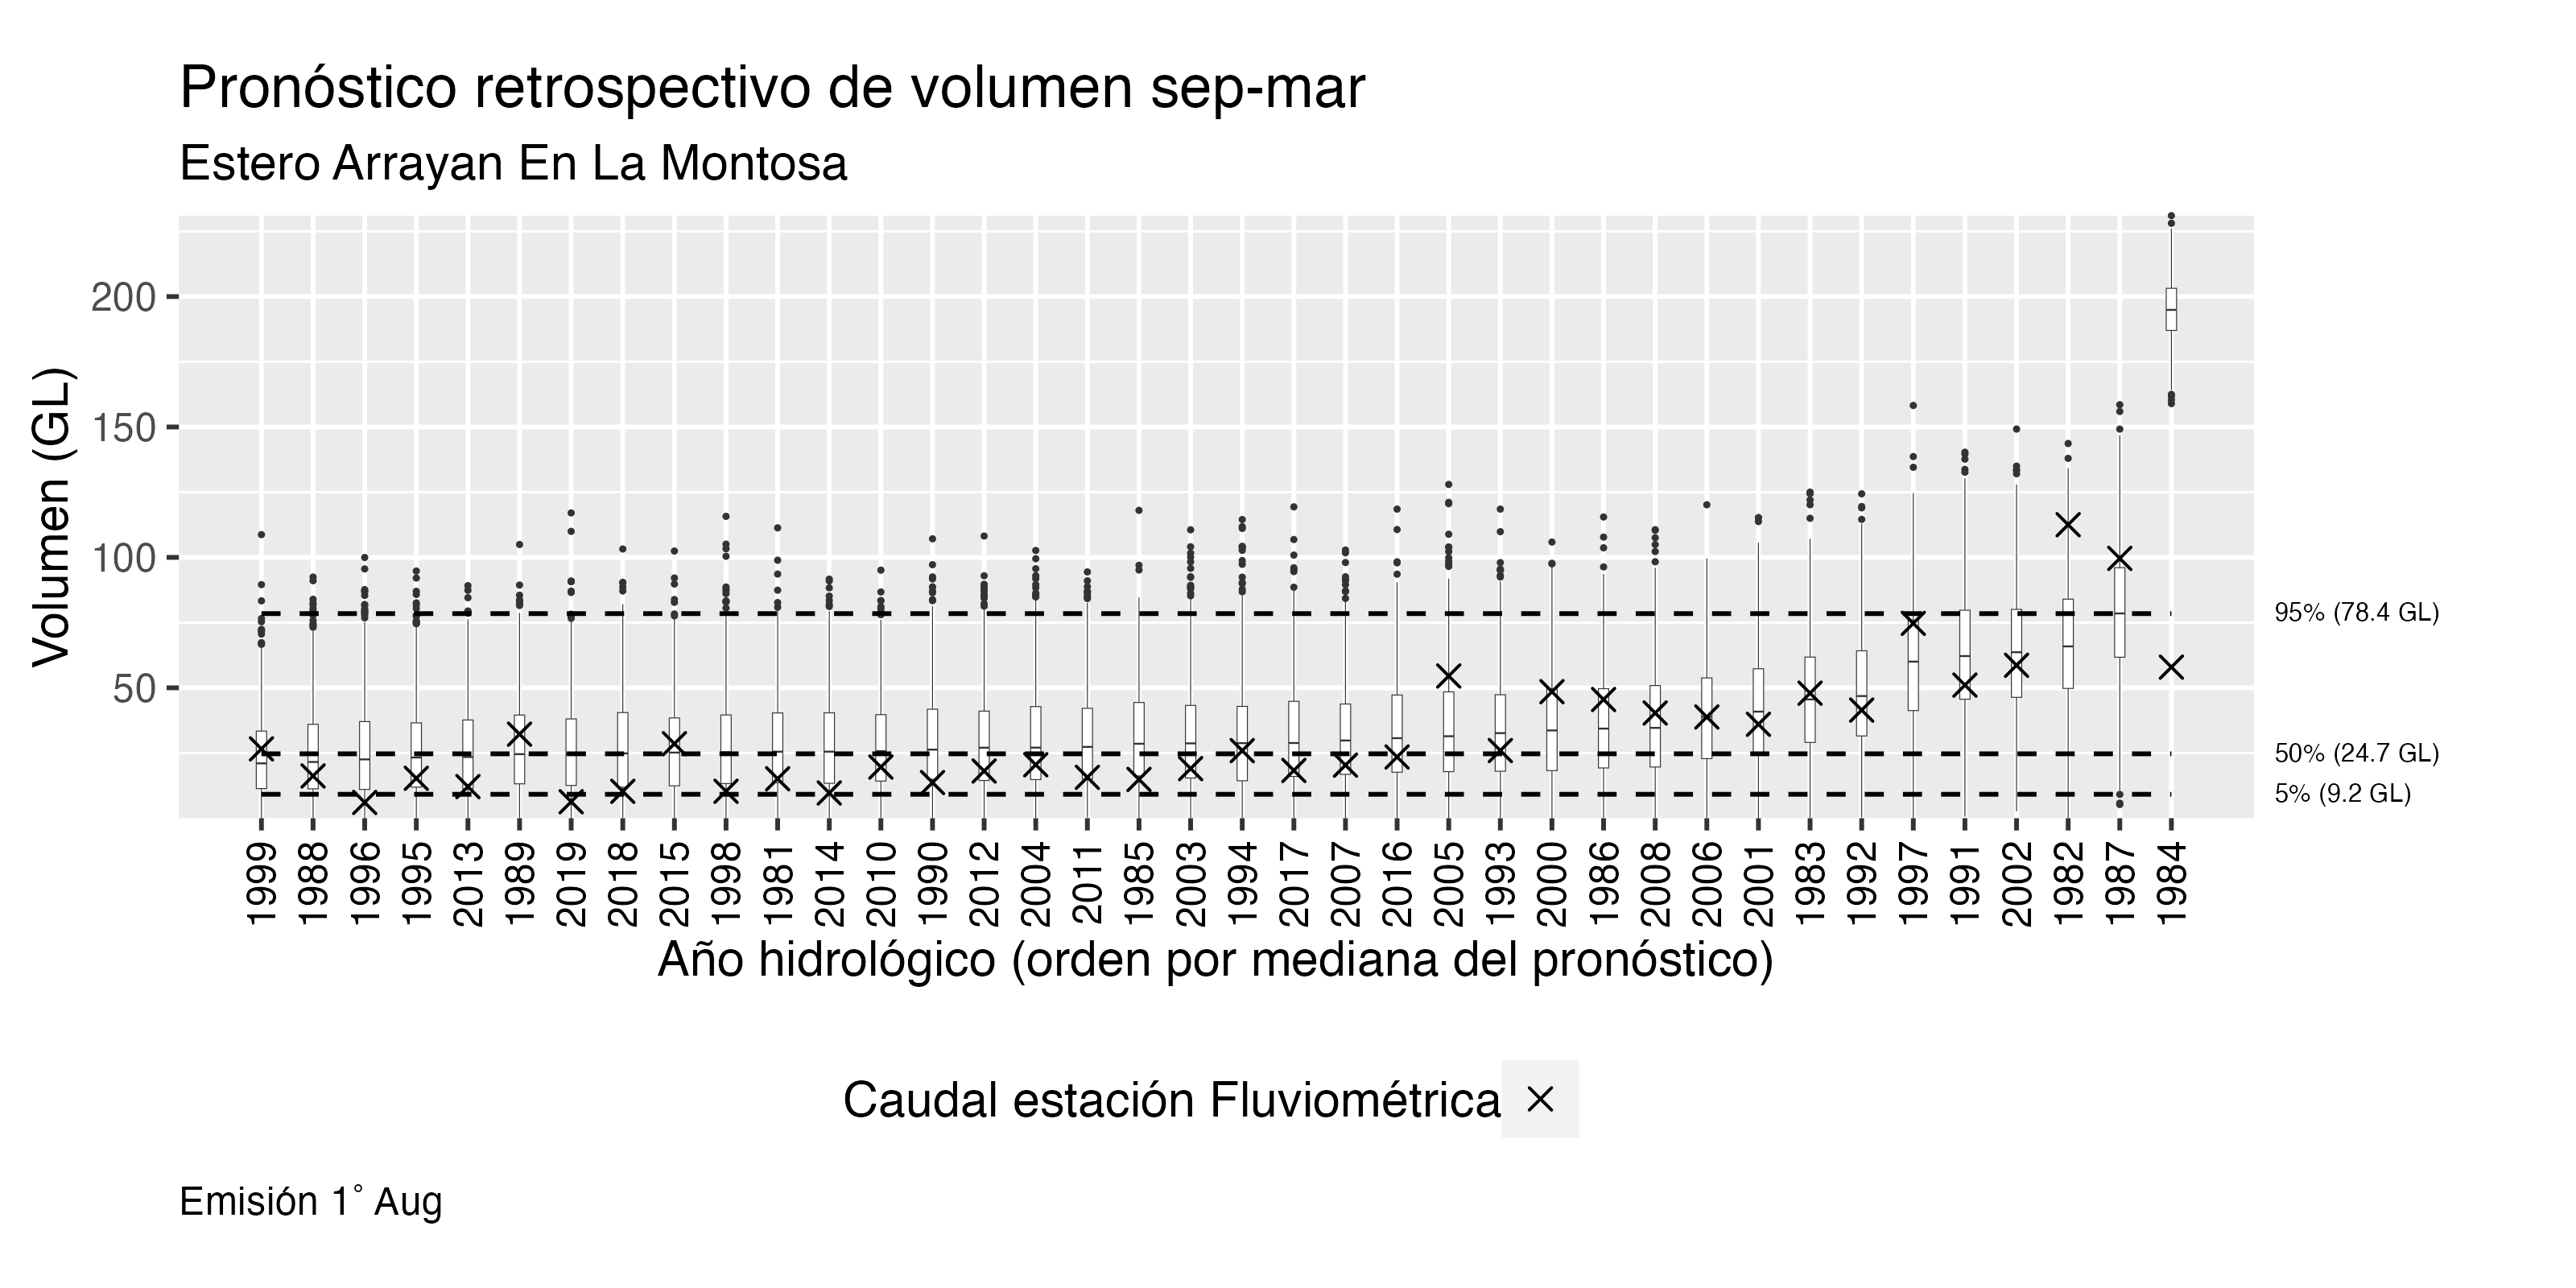 Pronóstico retrospectivo de volumen sep-mar
Estero Arrayan En La Montosa
Volumen (GL)
200
150
100
50
95% (78.4 GL)
50% (24.7 GL)
5% (9.2 GL)
1999 1988 1996 1995 2013 1989 2019 2018 2015 1998 1981 2014 2010 1990 2012 2004 2011 1985 2003 1994 2017 2007 2016 2005 1993 2000 1986 2008 2006 2001 1983 1992 1997 1991 2002 1982 1987 1984
Año hidrológico (orden por mediana del pronóstico)
Caudal estación Fluviométrica
Emisión 1° Aug